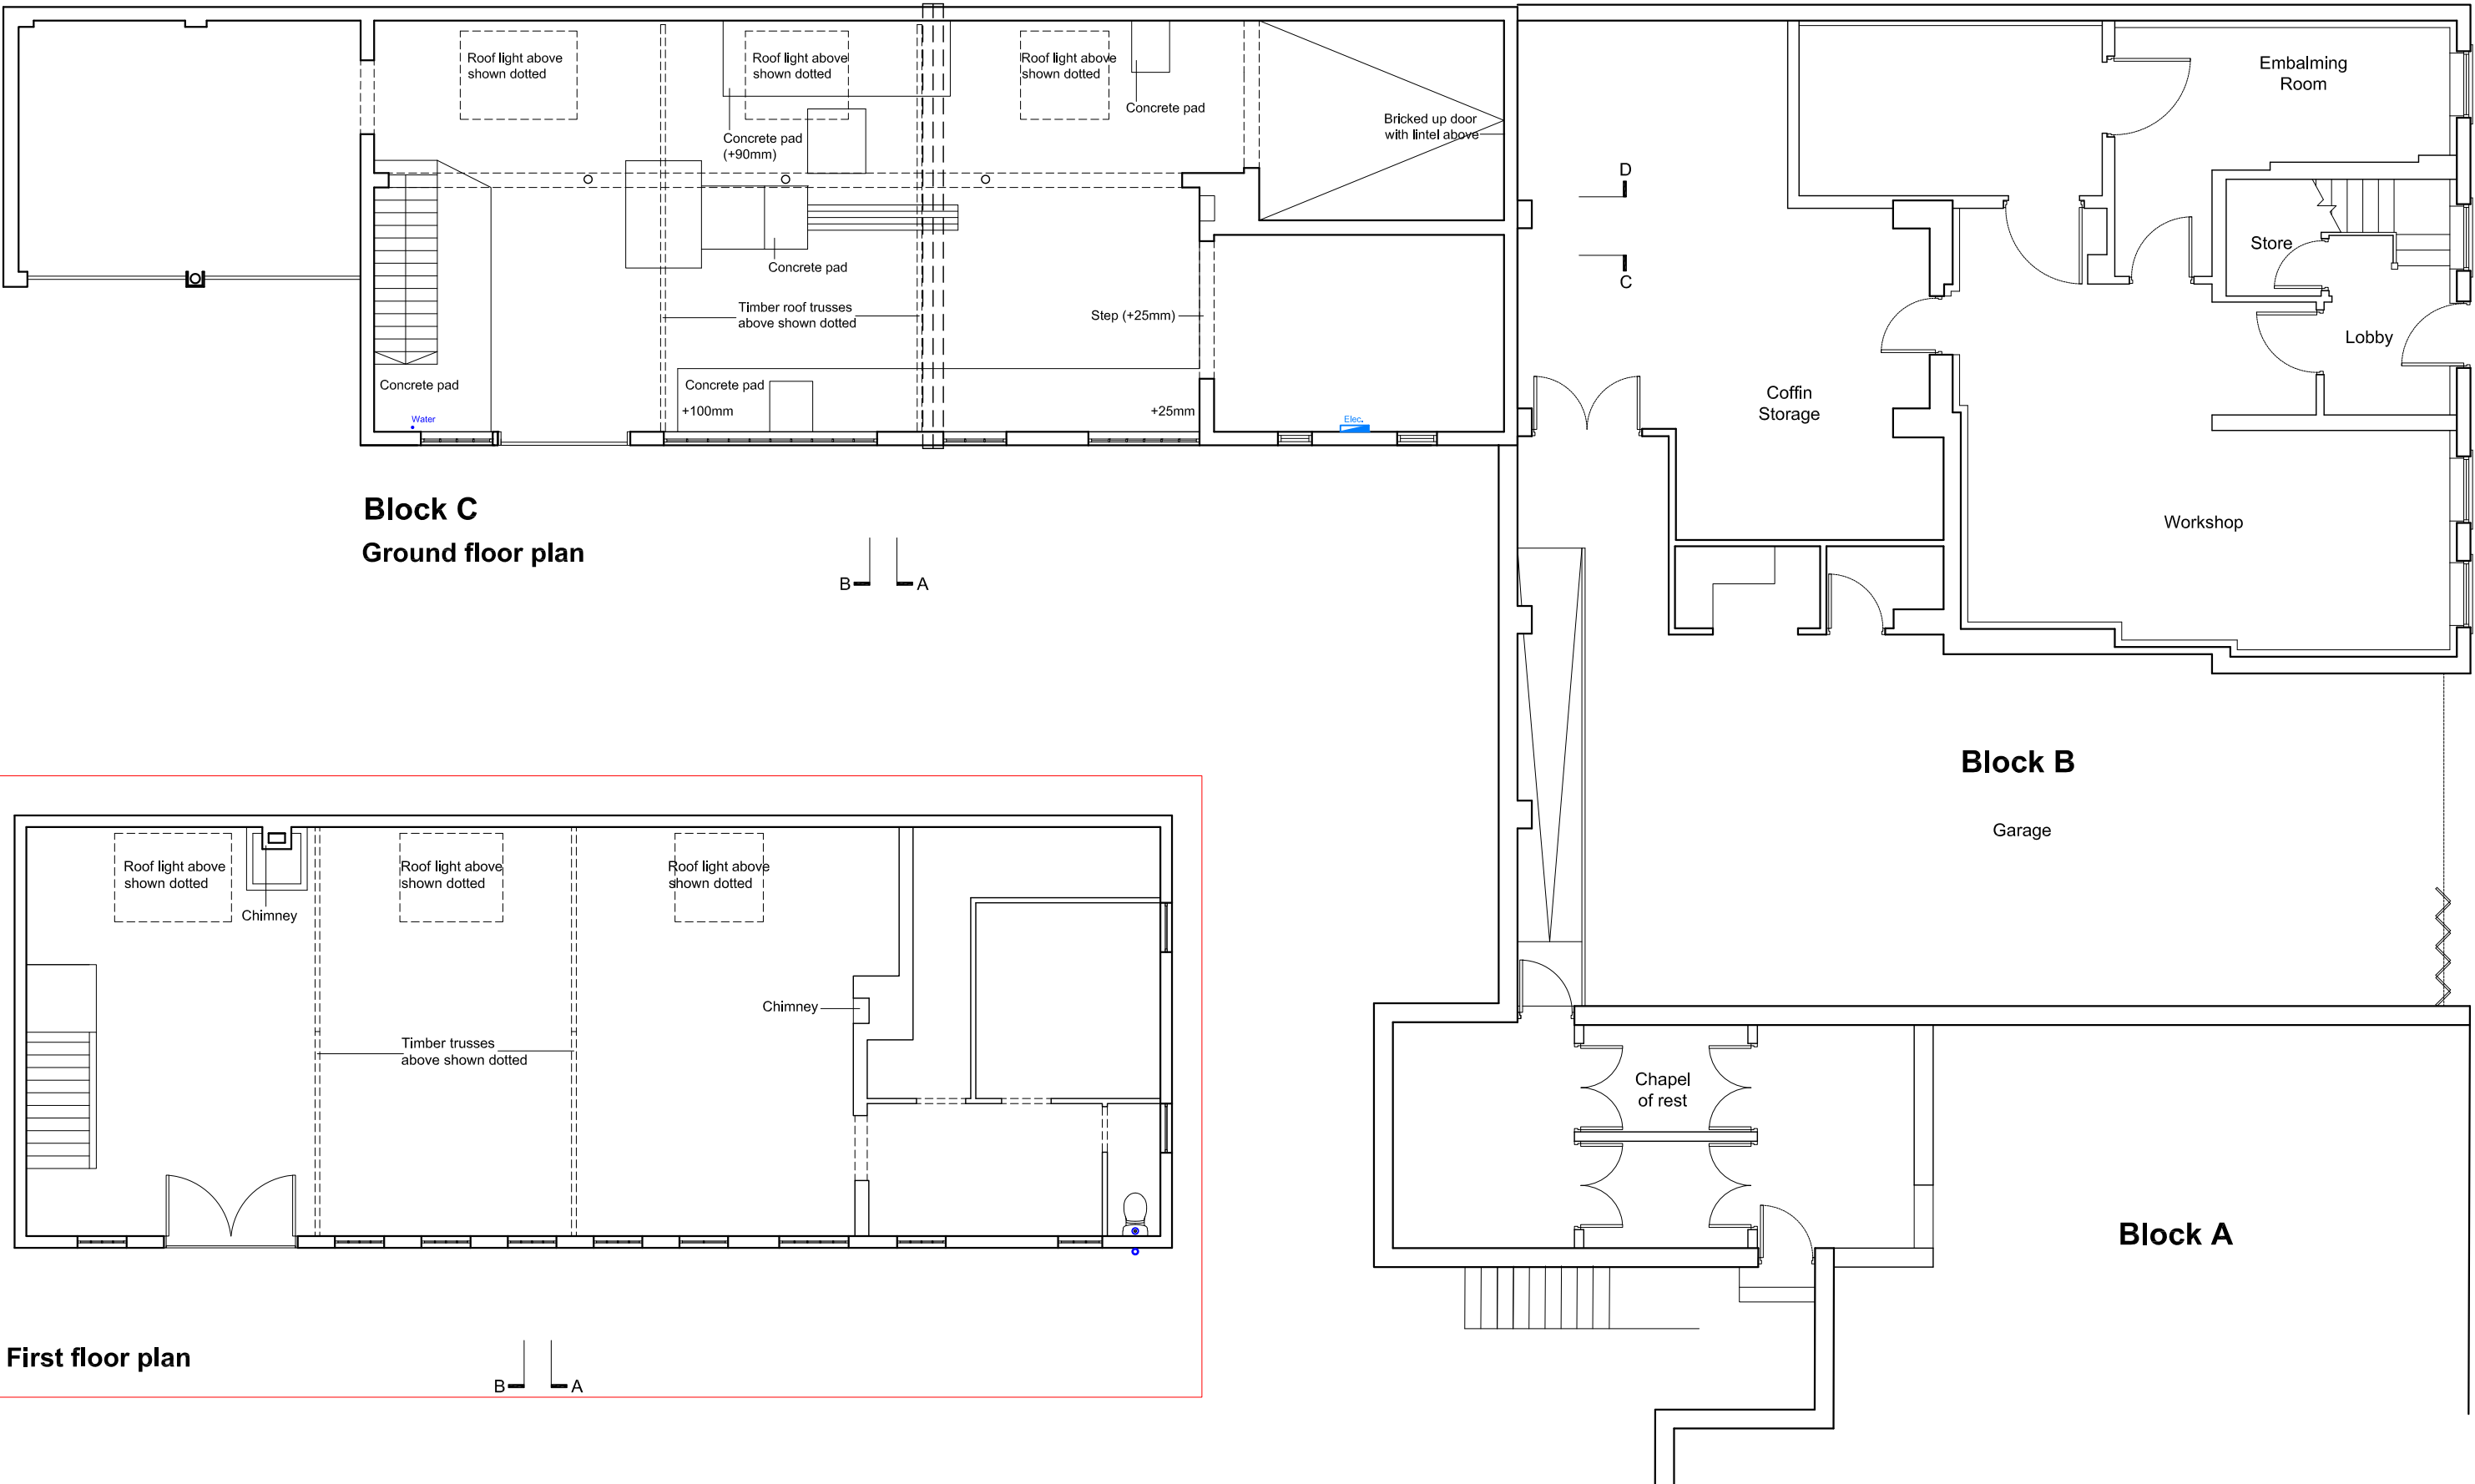 Roof light above
shown dotted
Roof light above
shown dotted
Roof light above
shown dotted
Concrete pad
Concrete pad
(+90mm)
Bricked up door
with lintel above
Concrete pad
Timber roof trusses
above shown dotted
Step (+25mm)
Concrete pad
Water
Concrete pad
+100mm
+25mm
Elec.
Block C
Ground floor plan
B
A
Embalming
Room
D
C
Store
Lobby
Coffin
Storage
Workshop
Block B
Garage
Roof light above
shown dotted
Roof light above
shown dotted
Roof light above
shown dotted
Chimney
Chimney
Timber trusses
above shown dotted
First floor plan
B
A
Chapel
of rest
Block A